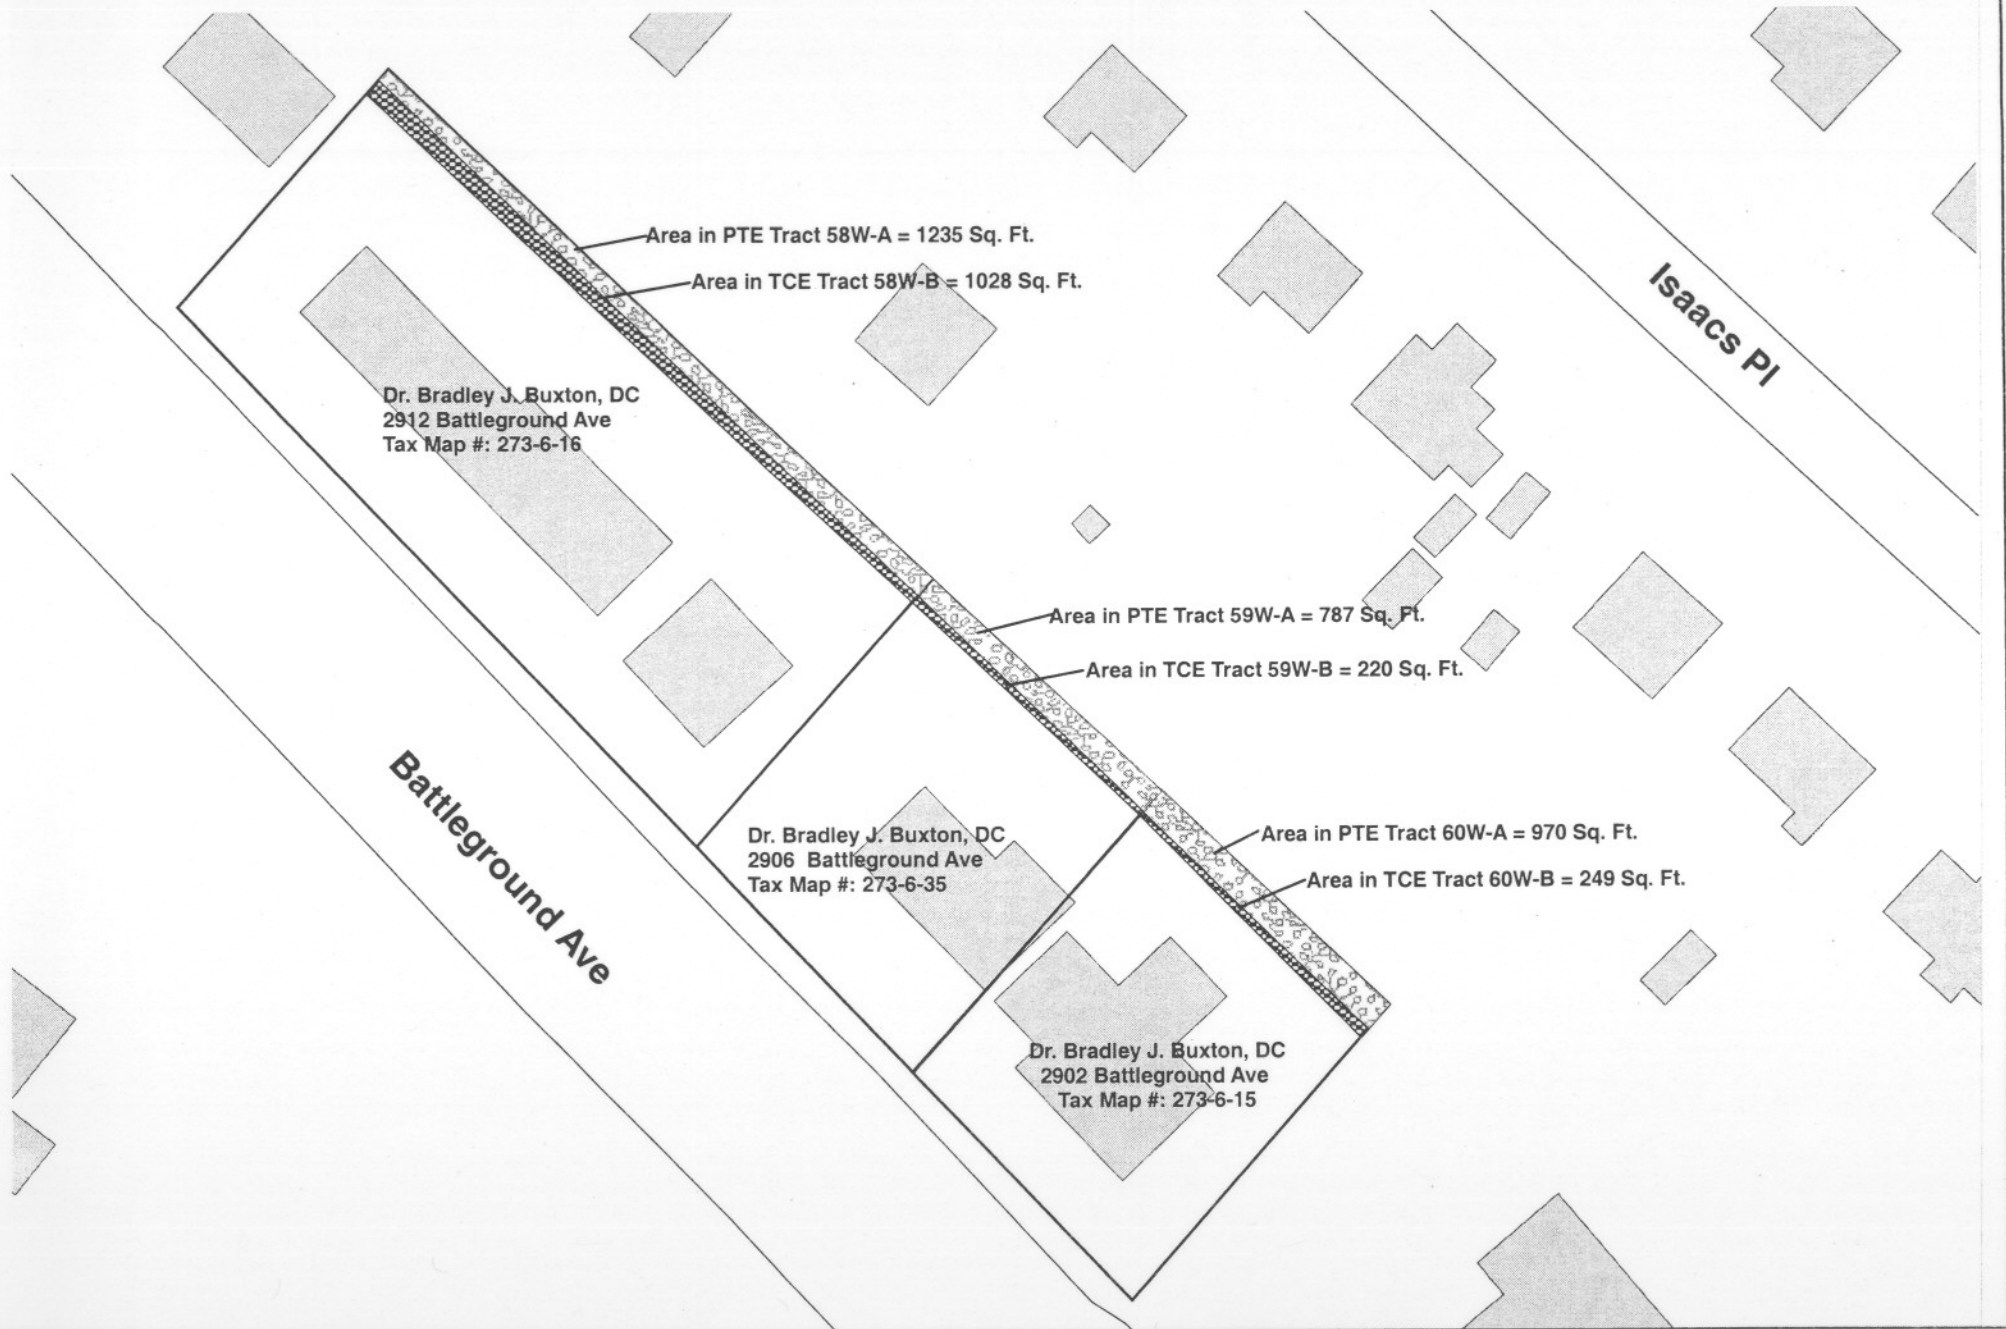 Area in PTE Tract 58W-A = 1235 Sq. Ft.
Area in TCE Tract 58W-B = 1028 Sq. Ft.
Isaacs Pl
Dr. Bradley J. Buxton, DC
2912 Battleground Ave
Tax Map #: 273-6-16
Area in PTE Tract 59W-A = 787 Sq. Ft.
Area in TCE Tract 59W-B = 220 Sq. Ft.
Battleground Ave
Dr. Bradley J. Buxton, DC
2906 Battleground Ave
Tax Map #: 273-6-35
Area in PTE Tract 60W-A = 970 Sq. Ft.
Area in TCE Tract 60W-B = 249 Sq. Ft.
Dr. Bradley J. Buxton, DC
2902 Battleground Ave
Tax Map #: 273-6-15